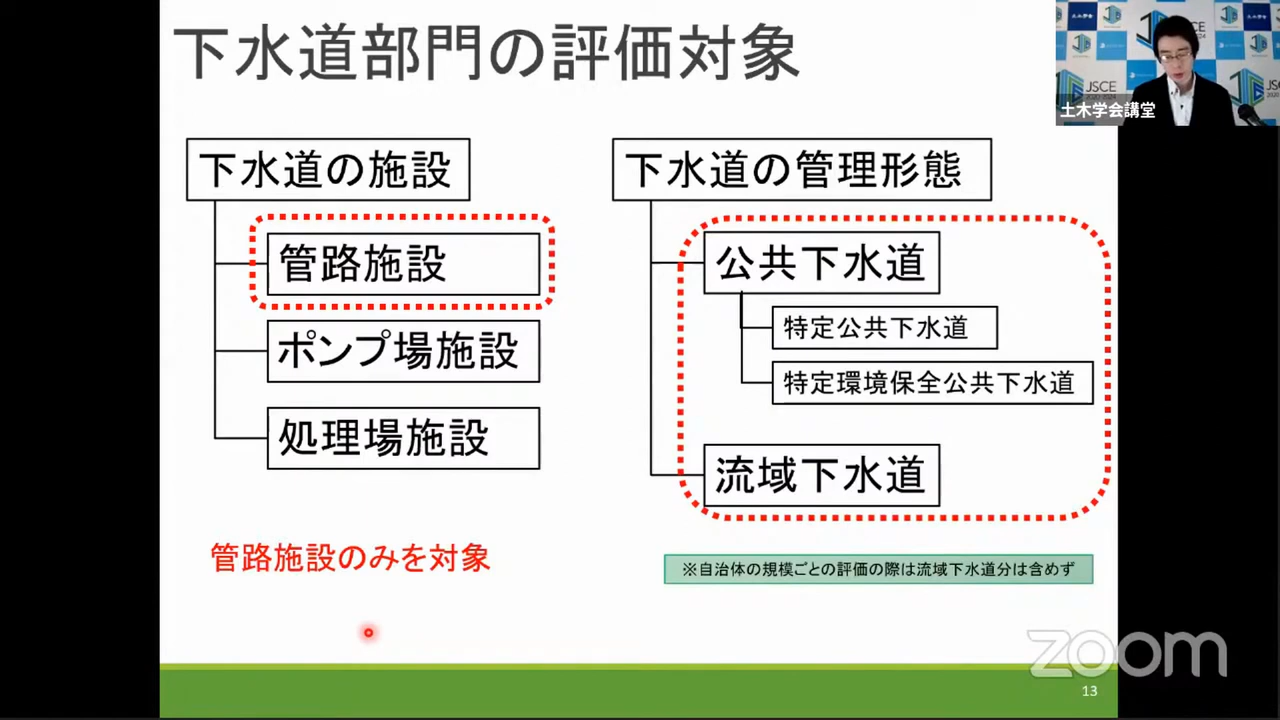 下水道部門の評価対象
JSCE
2020-2024
土木学会講堂
下水道の施設
管路施設
ポンプ場施設
処理場施設
管路施設のみを対象
下水道の管理形態
公共下水道
特定公共下水道
特定環境保全公共下水道
流域下水道
※自治体の規模ごとの評価の際は流域下水道分は含めず
zoom
13